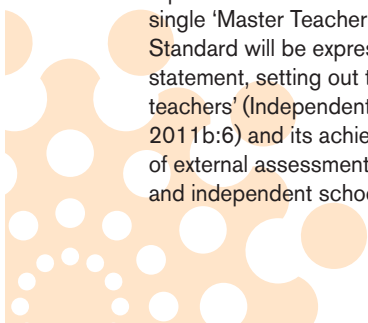 single ‘Master Teacher
Standard will be expres
statement, setting out t
teachers’ (Independent
2011b:6) and its achie
of external assessment
and independent schoo